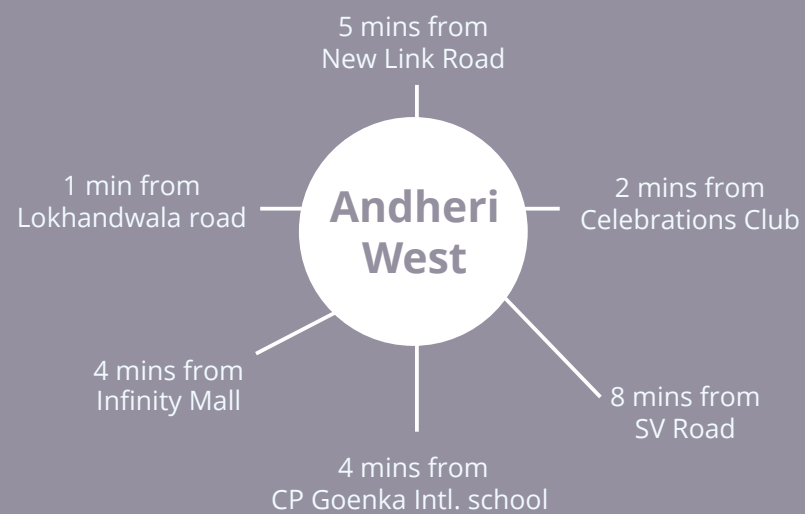 5 mins from
New Link Road
1 min from
Lokhandwala road
Andheri
West
2 mins from
Celebrations Club
4 mins from
Infinity Mall
8 mins from
SV Road
4 mins from
CP Goenka Intl. school